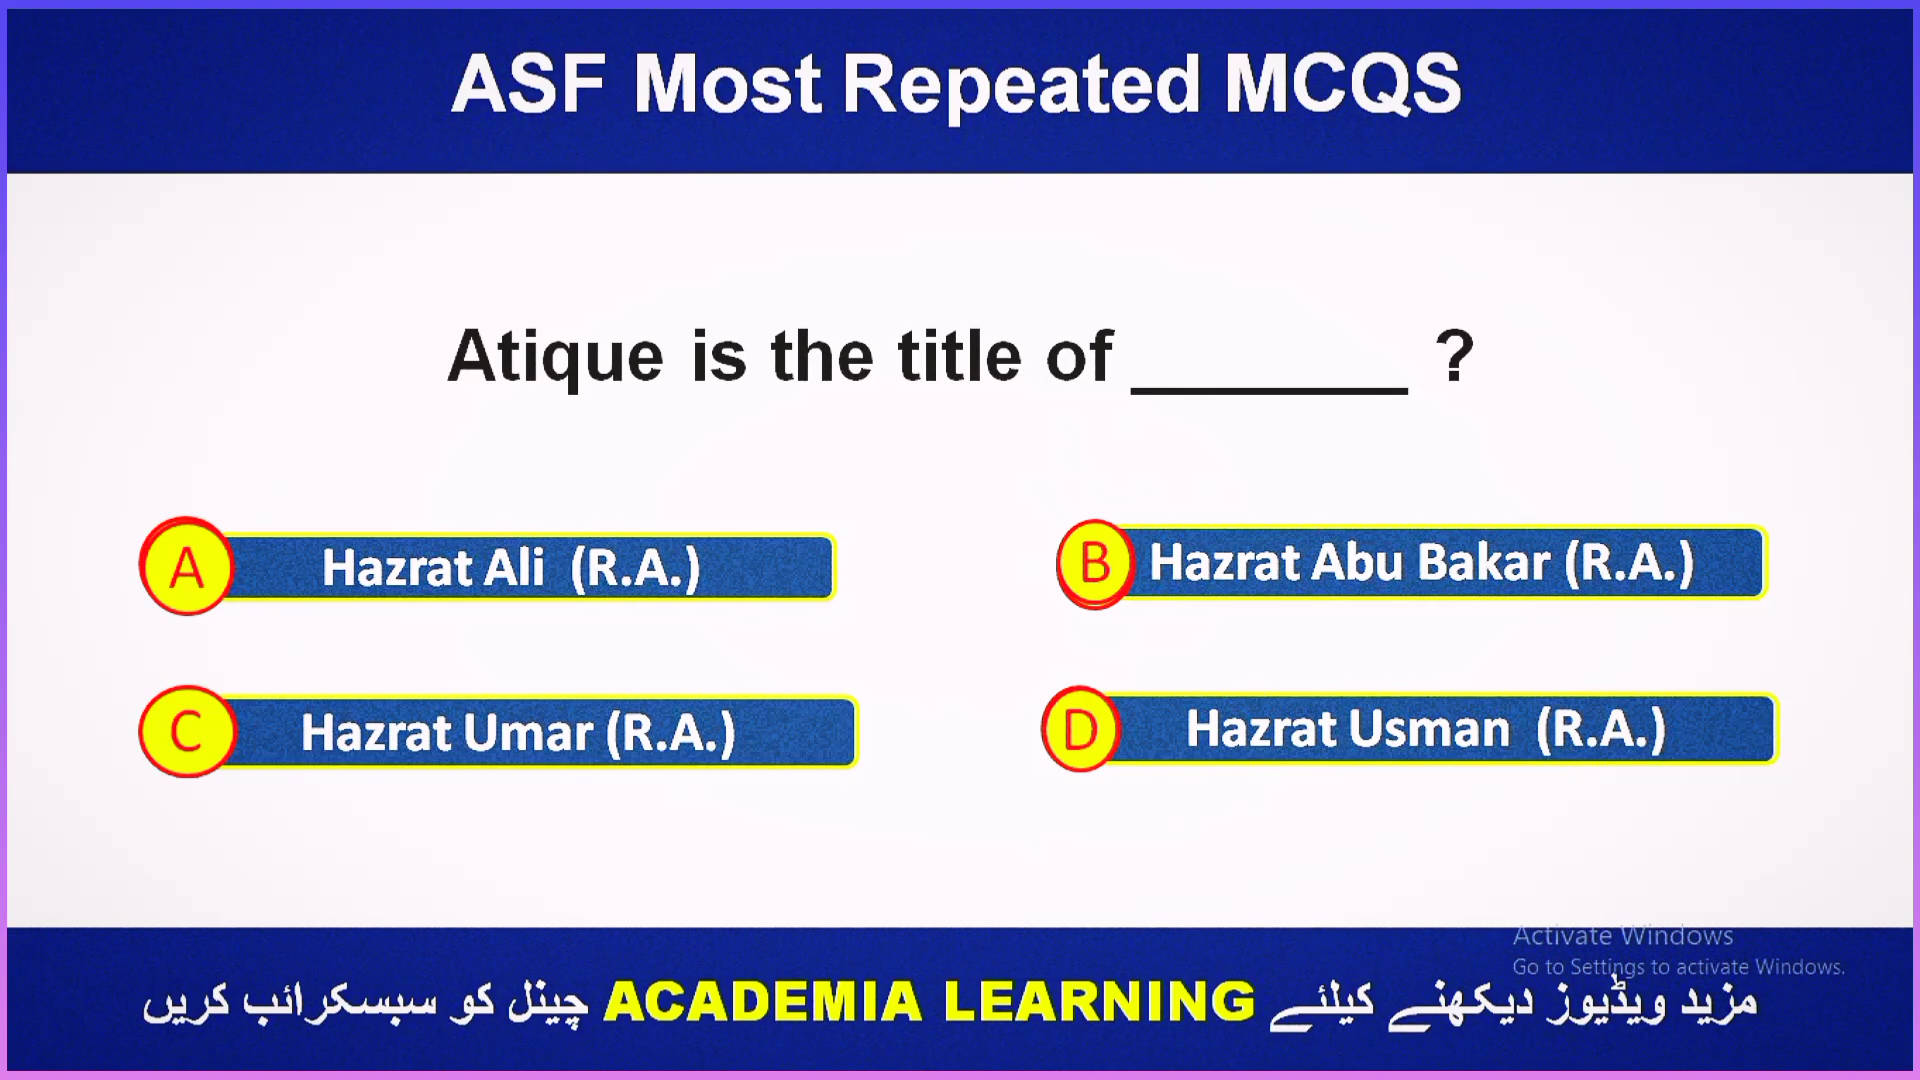 ASF Most Repeated MCQS
Atique is the title of _______ ?
A Hazrat Ali (R.A.)
B Hazrat Abu Bakar (R.A.)
C Hazrat Umar (R.A.)
D Hazrat Usman (R.A.)
Activate Windows
Go to Settings to activate Windows.
مزید ویڈیوز دیکھنے کیلئے ACADEMIA LEARNING چینل کو سبسکرائب کریں